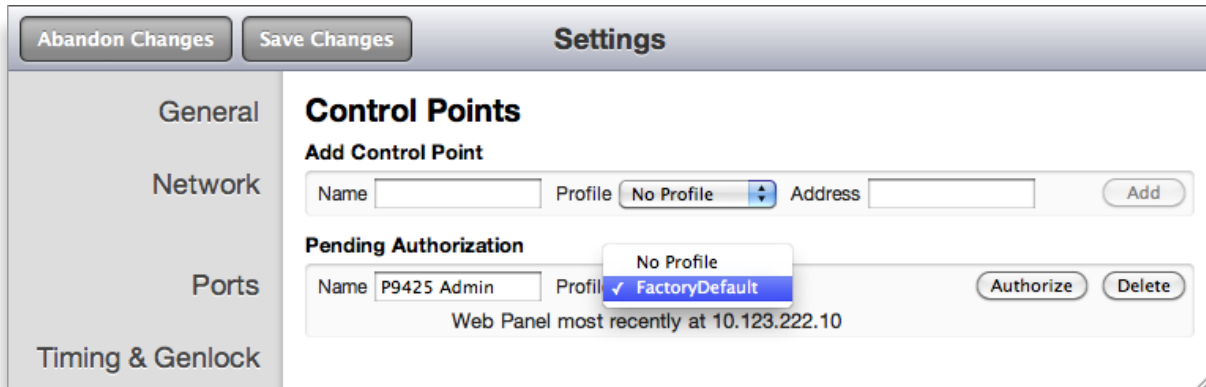 Abandon Changes Save Changes Settings
General
Network
Ports
Timing & Genlock
Control Points
Add Control Point
Name Profile No Profile Address Add
Pending Authorization
No Profile
Name P9425 Admin Profil ✓ FactoryDefault Authorize Delete
Web Panel most recently at 10.123.222.10